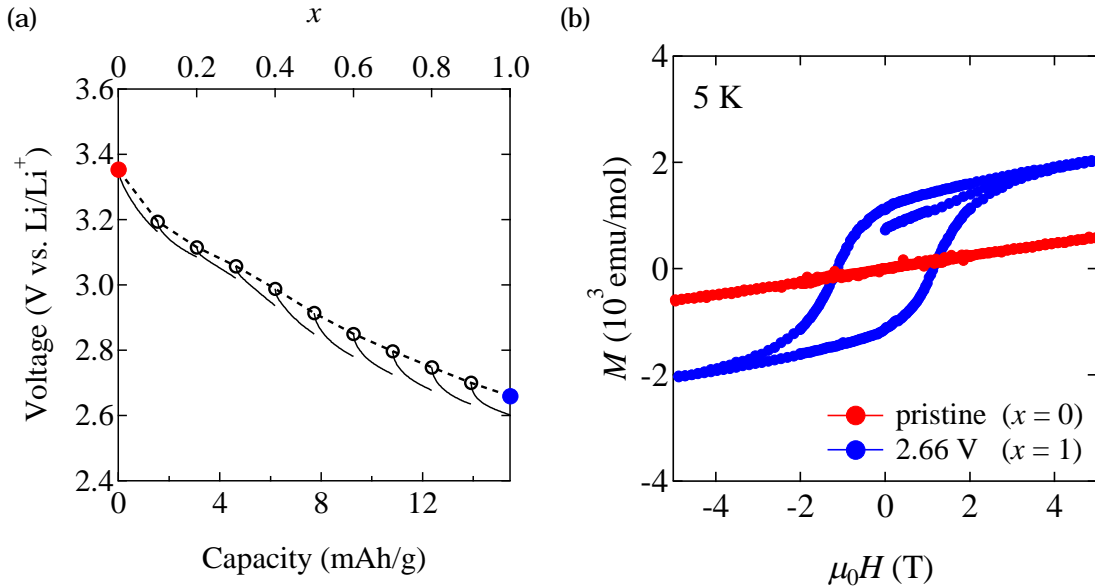 (a)
x
0 0.2 0.4 0.6 0.8 1.0
3.6
3.4
3.2
3.0
2.8
2.6
2.4
Voltage (V vs. Li/Li⁺)
0 4 8 12
Capacity (mAh/g)
(b)
5 K
4
2
0
-2
-4
M (10³ emu/mol)
pristine (x = 0)
2.66 V (x = 1)
-4 -2 0 2 4
μ₀H (T)